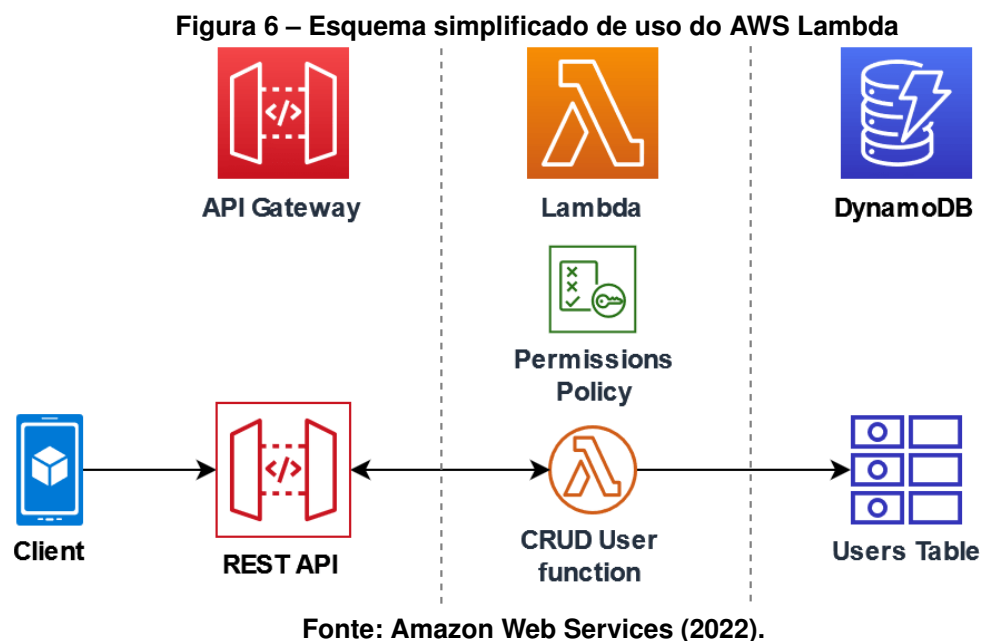 Figura 6 – Esquema simplificado de uso do AWS Lambda
API Gateway
Lambda
DynamoDB
Permissions
Policy
Client
REST API
CRUD User
function
Users Table
Fonte: Amazon Web Services (2022).